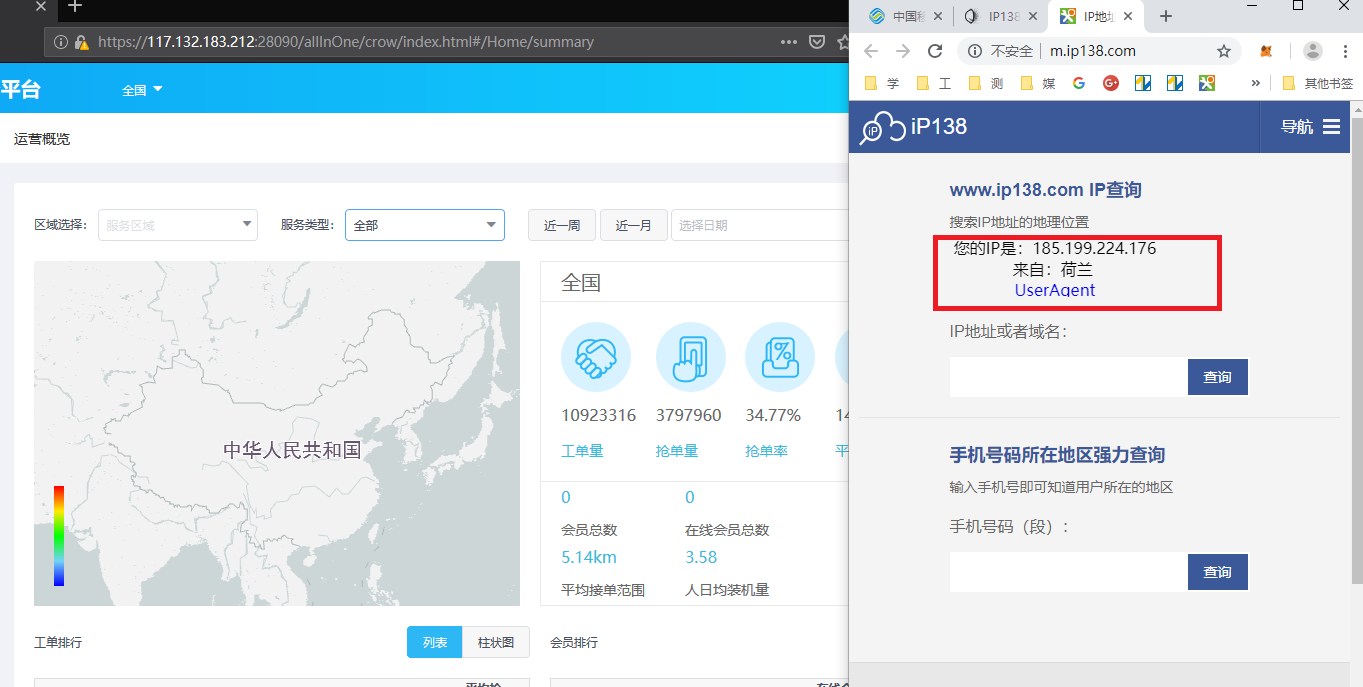 https://117.132.183.212:28090/allInOne/crow/index.html#/Home/summary
平台
全国
运营概览
区域选择:
服务区域
服务类型:
全部
近一周
近一月
选择日期
中华人民共和国
全国
10923316
3797960
34.77%
工单量
抢单量
抢单率
0
0
会员总数
在线会员总数
5.14km
3.58
平均接单范围
人日均装机量
工单排行
列表
柱状图
会员排行
中国移
IP138
IP地址
不安全
m.ip138.com
学
工
测
媒
其他书签
iP
iP138
导航
www.ip138.com IP查询
搜索IP地址的地理位置
您的IP是：185.199.224.176
来自：荷兰
UserAgent
IP地址或者域名：
查询
手机号码所在地区强力查询
输入手机号即可知道用户所在的地区
手机号码（段）：
查询